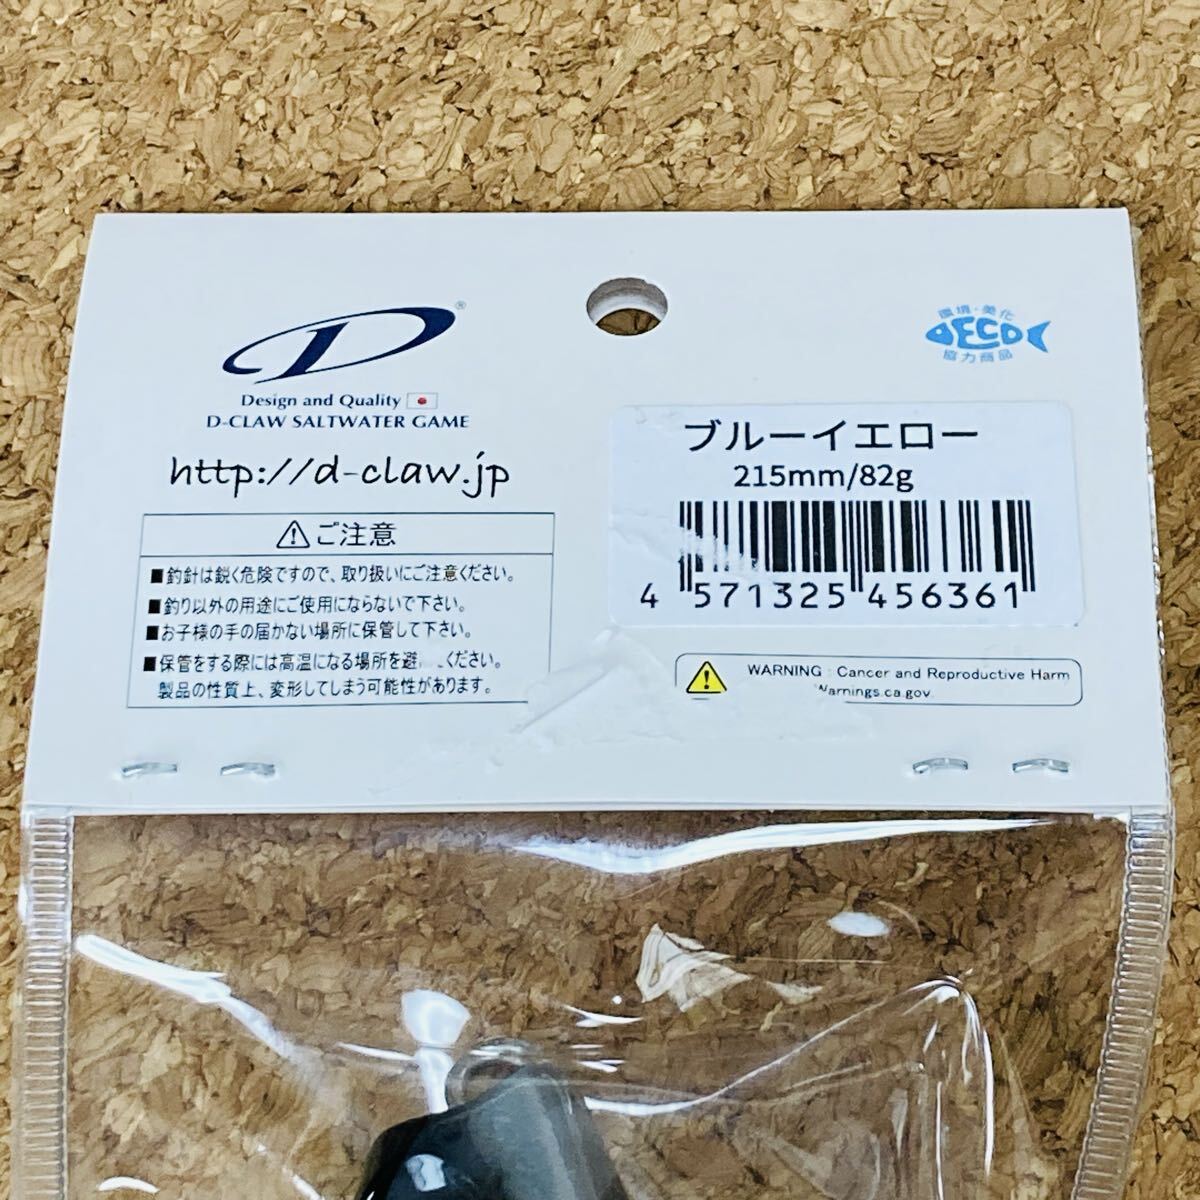 D®
Design and Quality
D-CLAW SALTWATER GAME
http://d-claw.jp
ご注意
■釣針は鋭く危険ですので、取り扱いにご注意ください。
■釣り以外の用途にご使用にならないで下さい。
■お子様の手の届かない場所に保管して下さい。
■保管をする際には高温になる場所を避 ください。
製品の性質上、変形してしまう可能性があります。
環境・美化
ECO
協力商品
ブルーイエロー
215mm/82g
4 571325 456361
WARNING : Cancer and Reproductive Harm
Warnings.ca.gov.